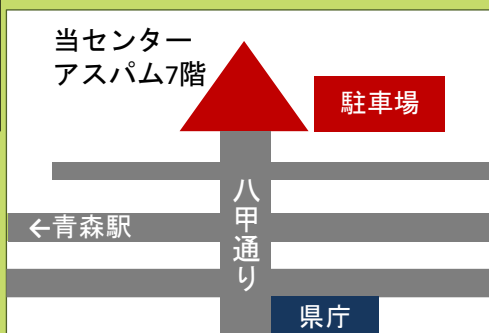 当センター
アスパム7階
駐車場
八甲通り
←青森駅
県庁